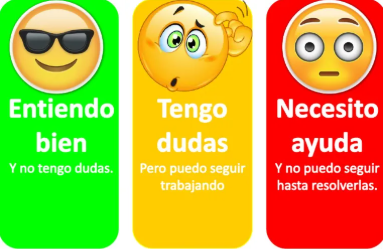 Entiendo
bien
Y no tengo dudas.
Tengo
dudas
Pero puedo seguir
trabajando
Necesito
ayuda
Y no puedo seguir
hasta resolverlas.